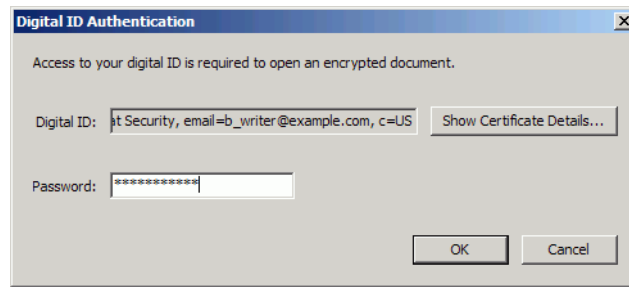 Digital ID Authentication
Access to your digital ID is required to open an encrypted document.
Digital ID: at Security, email=b_writer@example.com, c=US Show Certificate Details...
Password: ***********
OK Cancel